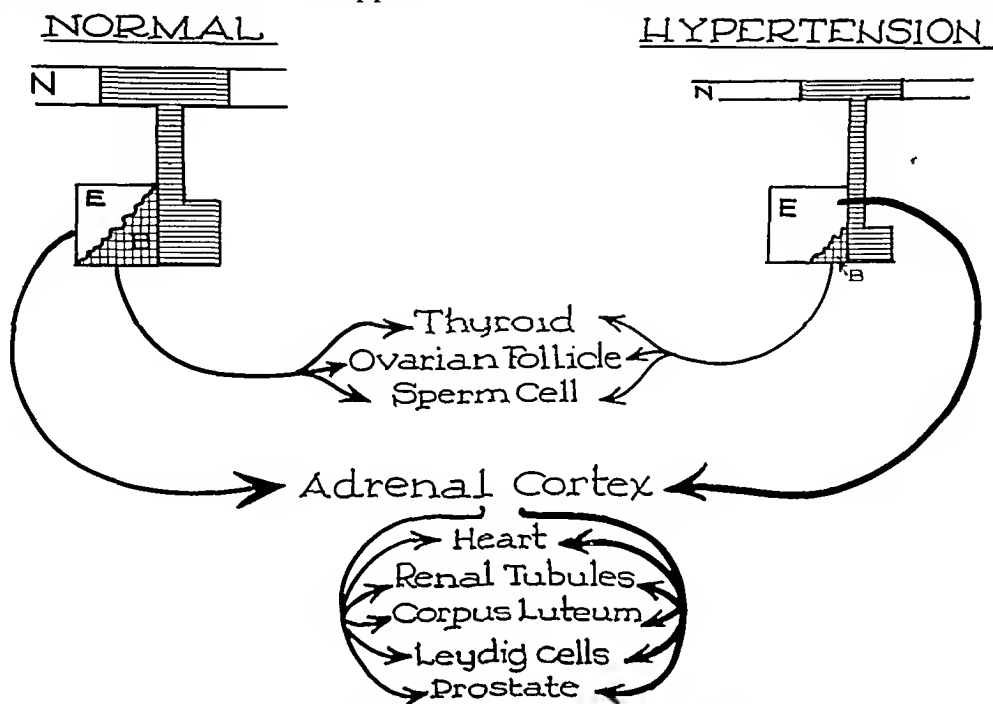 NORMAL
HYPERTENSION
N
N
E
B
E
B
Thyroid
Ovarian Follicle
Sperm Cell
Adrenal Cortex
Heart
Renal Tubules
Corpus Luteum
Leydig cells
Prostate